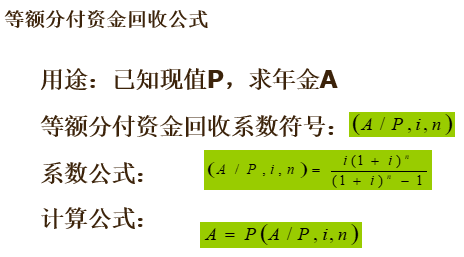 等额分付资金回收公式
用途：已知现值P，求年金A
等额分付资金回收系数符号：(A / P, i, n)
系数公式：(A / P, i, n) = i(1 + i)^n / ((1 + i)^n − 1)
计算公式：A = P(A / P, i, n)